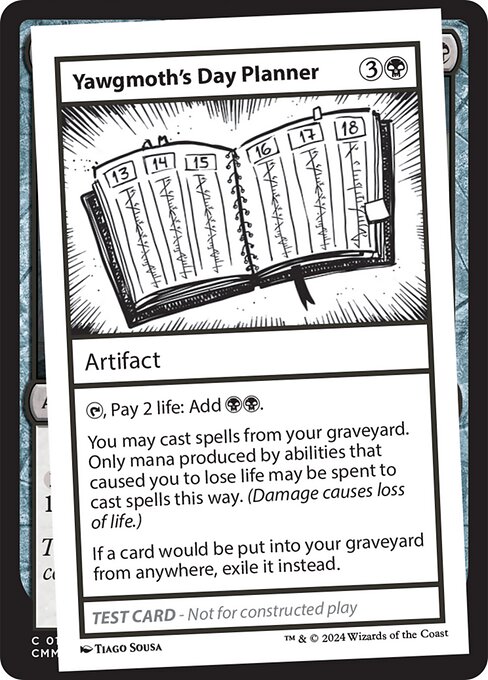 Yawgmoth's Day Planner 3
13 14 15 16 17 18
Artifact
, Pay 2 life: Add .
You may cast spells from your graveyard.
Only mana produced by abilities that
caused you to lose life may be spent to
cast spells this way. (Damage causes loss
of life.)
If a card would be put into your graveyard
from anywhere, exile it instead.
TEST CARD - Not for constructed play
Tiago Sousa
™ & © 2024 Wizards of the Coast